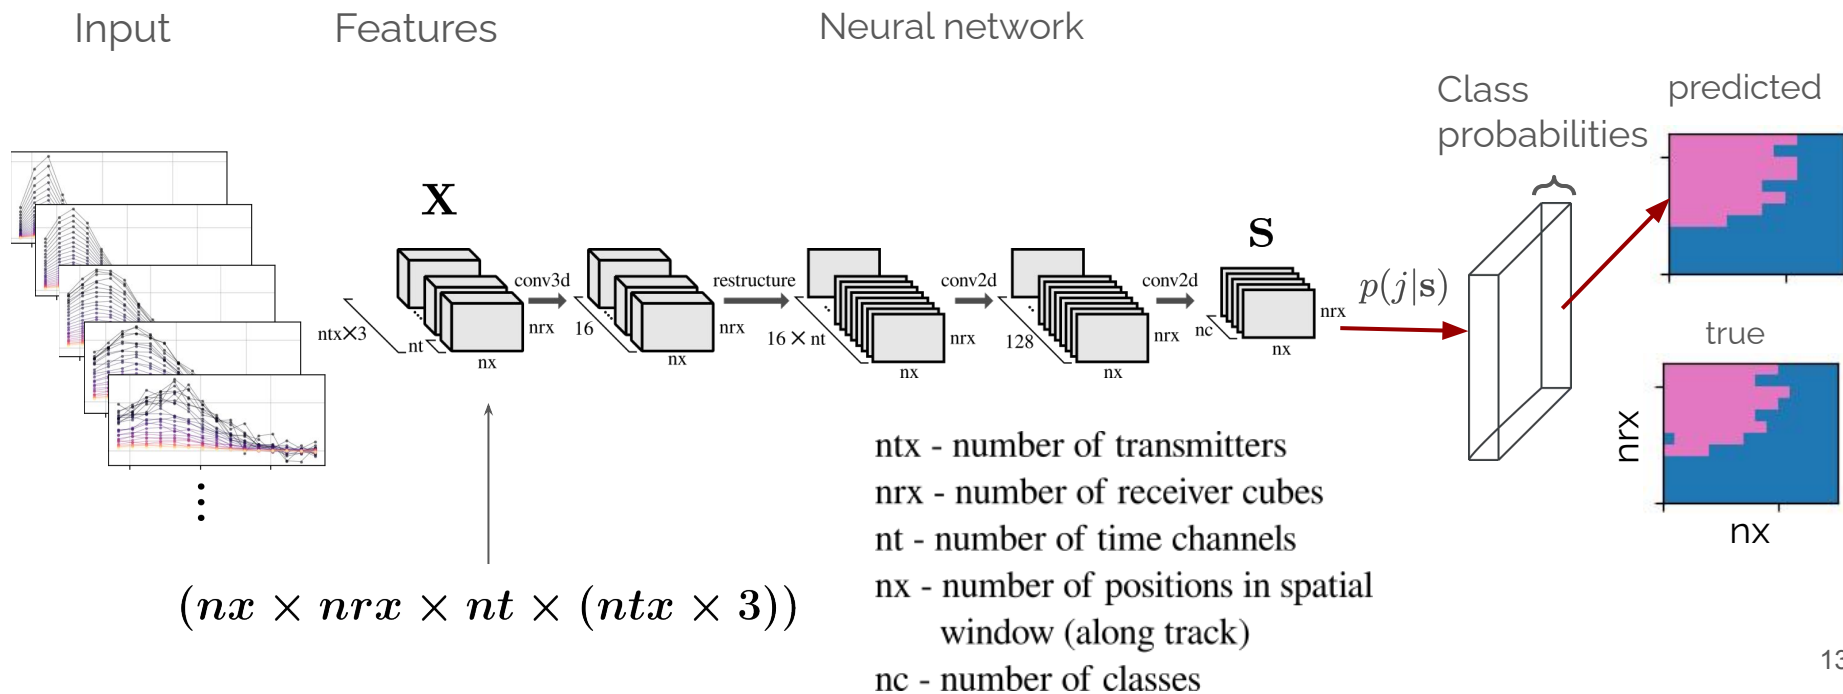 Input
Features
Neural network
Class
probabilities
predicted
X
S
conv3d
restructure
conv2d
conv2d
p(j|s)
ntx×3
nt
nx
nrx
16
nx
nrx
16 × nt
nx
nrx
128
nx
nrx
nc
nx
nrx
true
nrx
nx
(nx × nrx × nt × (ntx × 3))
ntx - number of transmitters
nrx - number of receiver cubes
nt - number of time channels
nx - number of positions in spatial
window (along track)
nc - number of classes
13